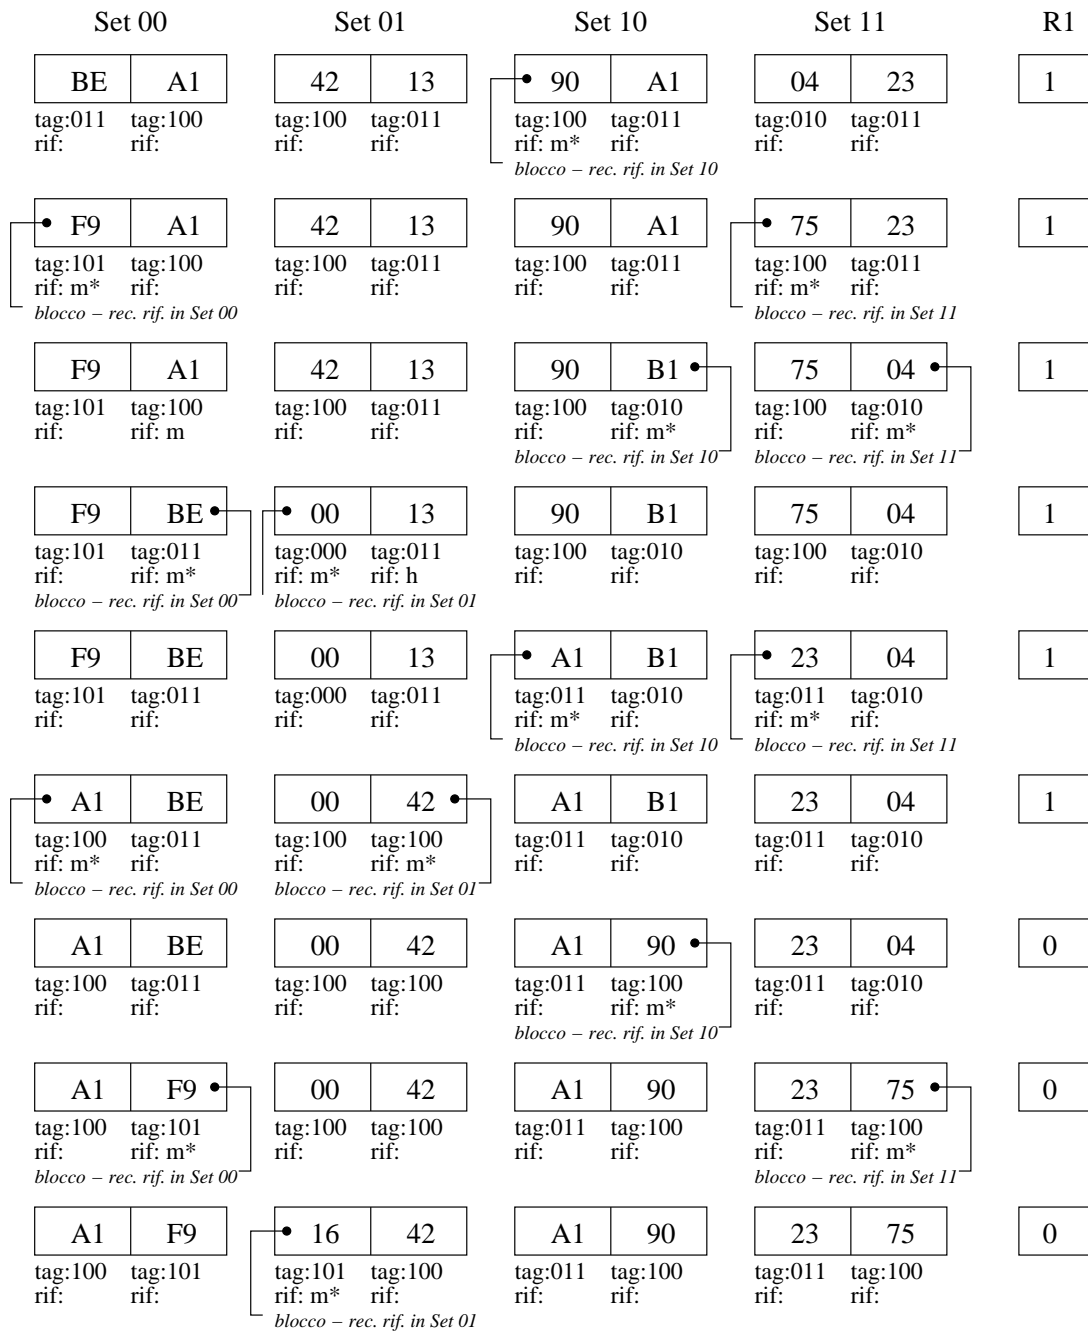 Set 00 Set 01 Set 10 Set 11 R1
BE A1 42 13 90 A1 04 23 1
tag:011 tag:100 tag:100 tag:011 tag:100 tag:011 tag:010 tag:011
rif: rif: rif: rif: rif: m* rif: rif: rif:
blocco – rec. rif. in Set 10
F9 A1 42 13 90 A1 75 23 1
tag:101 tag:100 tag:100 tag:011 tag:100 tag:011 tag:100 tag:011
rif: m* rif: rif: rif: rif: rif: rif: m* rif:
blocco – rec. rif. in Set 00 blocco – rec. rif. in Set 11
F9 A1 42 13 90 B1 75 04 1
tag:101 tag:100 tag:100 tag:011 tag:100 tag:010 tag:100 tag:010
rif: rif: m rif: rif: rif: rif: m* rif: rif: m*
blocco – rec. rif. in Set 10 blocco – rec. rif. in Set 11
F9 BE 00 13 90 B1 75 04 1
tag:101 tag:011 tag:000 tag:011 tag:100 tag:010 tag:100 tag:010
rif: rif: m* rif: m* rif: h rif: rif: rif: rif:
blocco – rec. rif. in Set 00 blocco – rec. rif. in Set 01
F9 BE 00 13 A1 B1 23 04 1
tag:101 tag:011 tag:000 tag:011 tag:011 tag:010 tag:011 tag:010
rif: rif: rif: rif: rif: m* rif: rif: m* rif:
blocco – rec. rif. in Set 10 blocco – rec. rif. in Set 11
A1 BE 00 42 A1 B1 23 04 1
tag:100 tag:011 tag:100 tag:100 tag:011 tag:010 tag:011 tag:010
rif: m* rif: rif: rif: m* rif: rif: rif: rif:
blocco – rec. rif. in Set 00 blocco – rec. rif. in Set 01
A1 BE 00 42 A1 90 23 04 0
tag:100 tag:011 tag:100 tag:100 tag:011 tag:100 tag:011 tag:010
rif: rif: rif: rif: rif: rif: m* rif: rif:
blocco – rec. rif. in Set 10
A1 F9 00 42 A1 90 23 75 0
tag:100 tag:101 tag:100 tag:100 tag:011 tag:100 tag:011 tag:100
rif: rif: m* rif: rif: rif: rif: rif: rif: m*
blocco – rec. rif. in Set 00 blocco – rec. rif. in Set 11
A1 F9 16 42 A1 90 23 75 0
tag:100 tag:101 tag:101 tag:100 tag:011 tag:100 tag:011 tag:100
rif: rif: rif: m* rif: rif: rif: rif: rif:
blocco – rec. rif. in Set 01